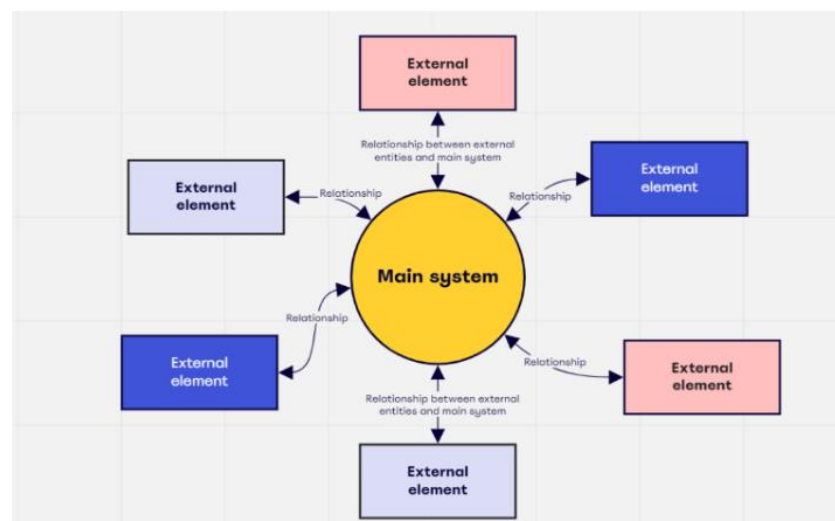 External
element
Relationship between external
entities and main system
External
element
External
element
Relationship
Relationship
Main system
Relationship
External
element
Relationship
External
element
Relationship between external
entities and main system
External
element